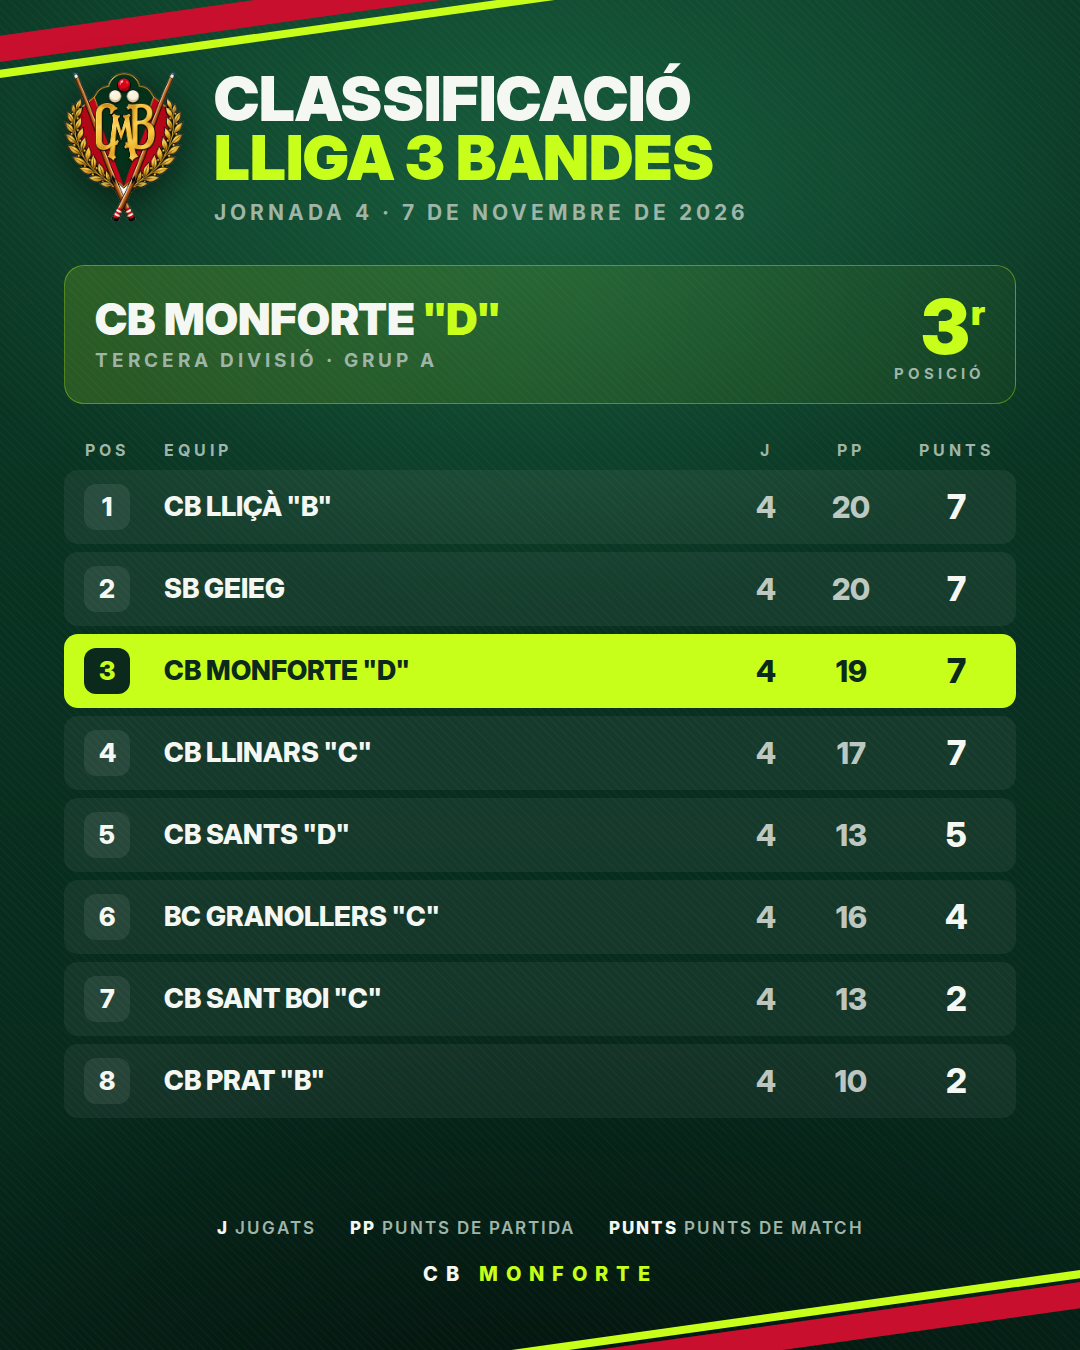 CMB
CLASSIFICACIÓ
LLIGA 3 BANDES
JORNADA 4 · 7 DE NOVEMBRE DE 2026
CB MONFORTE "D"
TERCERA DIVISIÓ · GRUP A
3r
POSICIÓ
POS EQUIP J PP PUNTS
1 CB LLIÇÀ "B" 4 20 7
2 SB GEIEG 4 20 7
3 CB MONFORTE "D" 4 19 7
4 CB LLINARS "C" 4 17 7
5 CB SANTS "D" 4 13 5
6 BC GRANOLLERS "C" 4 16 4
7 CB SANT BOI "C" 4 13 2
8 CB PRAT "B" 4 10 2
J JUGATS PP PUNTS DE PARTIDA PUNTS PUNTS DE MATCH
CB MONFORTE